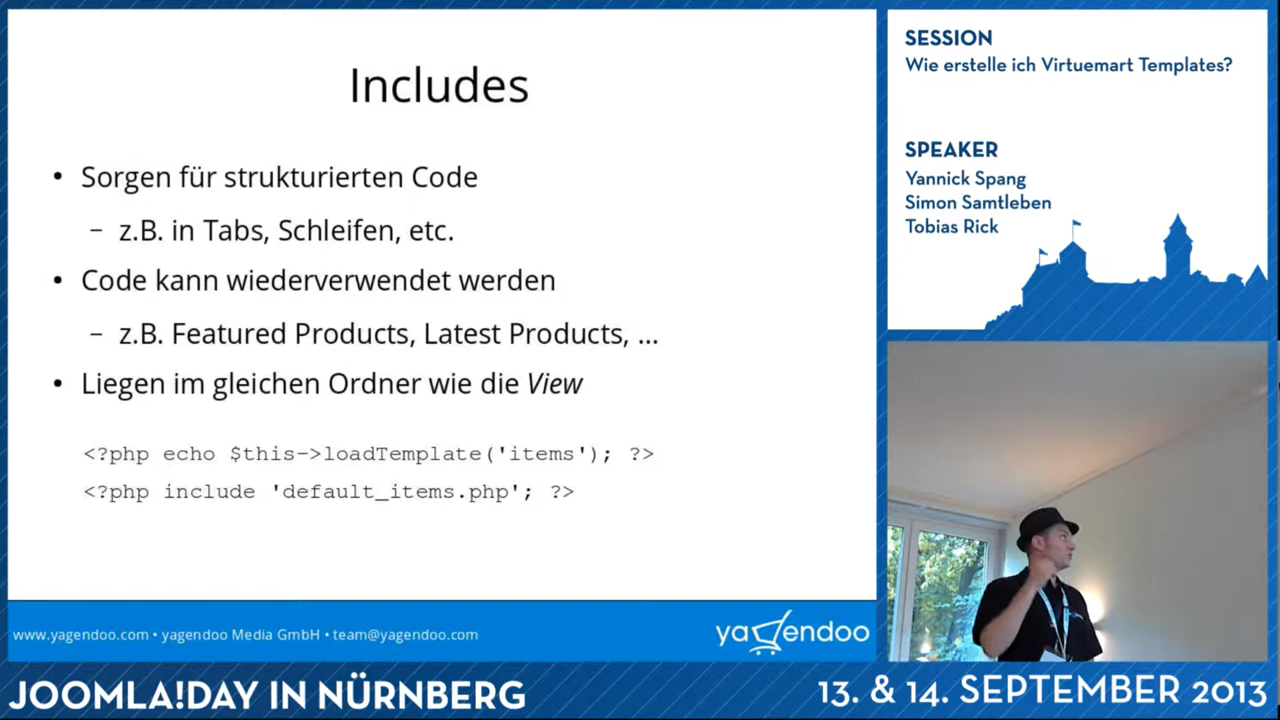 Includes
• Sorgen für strukturierten Code
– z.B. in Tabs, Schleifen, etc.
• Code kann wiederverwendet werden
– z.B. Featured Products, Latest Products, ...
• Liegen im gleichen Ordner wie die View
<?php echo $this->loadTemplate('items'); ?>
<?php include 'default_items.php'; ?>
www.yagendoo.com • yagendoo Media GmbH • team@yagendoo.com
yagendoo
SESSION
Wie erstelle ich Virtuemart Templates?
SPEAKER
Yannick Spang
Simon Samtleben
Tobias Rick
JOOMLA!DAY IN NÜRNBERG
13. & 14. SEPTEMBER 2013